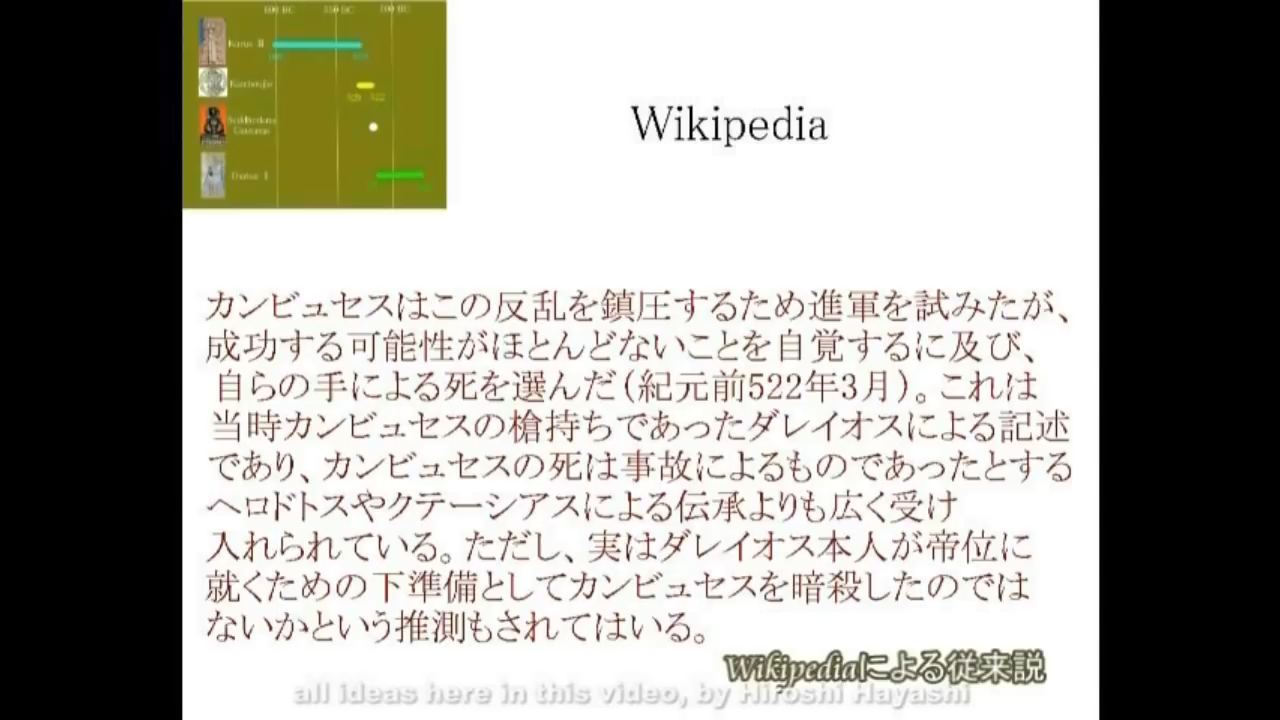 600 BC 550 BC 500 BC
Kurus II
Wikipedia
カンビュセスはこの反乱を鎮圧するため進軍を試みたが、
成功する可能性がほとんどないことを自覚するに及び、
自らの手による死を選んだ（紀元前522年3月）。これは
当時カンビュセスの槍持ちであったダレイオスによる記述
であり、カンビュセスの死は事故によるものであったとする
ヘロドトスやクテーシアスによる伝承よりも広く受け
入れられている。ただし、実はダレイオス本人が帝位に
就くための下準備としてカンビュセスを暗殺したのでは
ないかという推測もされてはいる。
Wikipediaによる従来説
all ideas here in this video, by Hiroshi Hayashi